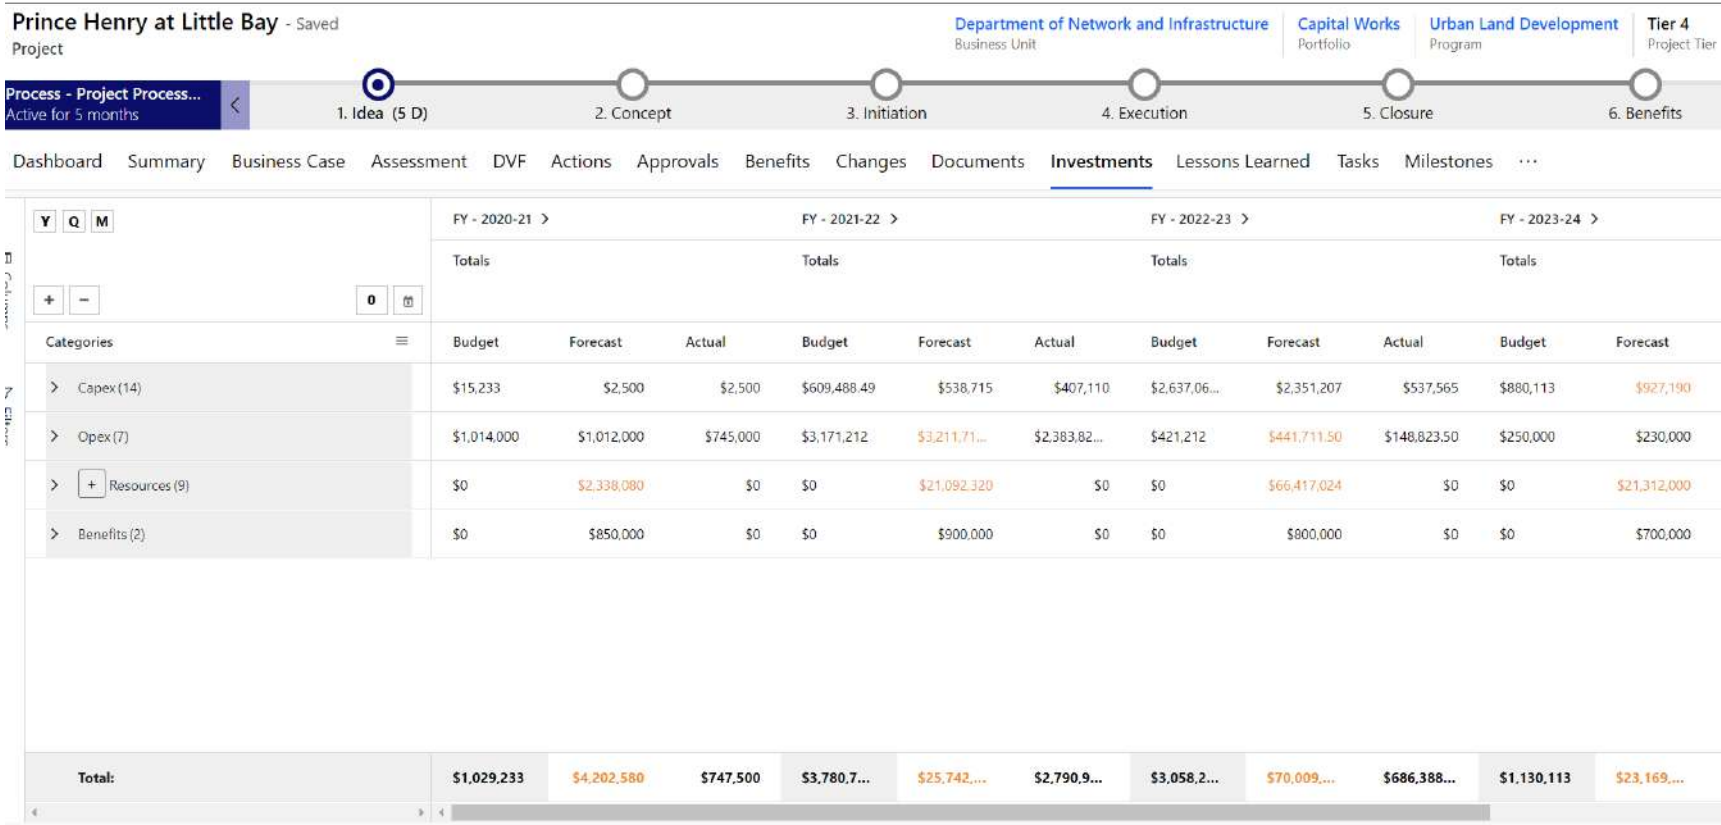 Prince Henry at Little Bay - Saved
Project
Department of Network and Infrastructure
Business Unit
Capital Works
Portfolio
Urban Land Development
Program
Tier 4
Project Tier
Process - Project Process...
Active for 5 months
1. Idea (5 D)
2. Concept
3. Initiation
4. Execution
5. Closure
6. Benefits
Dashboard Summary Business Case Assessment DVF Actions Approvals Benefits Changes Documents Investments Lessons Learned Tasks Milestones ...
Y Q M
FY - 2020-21 > FY - 2021-22 > FY - 2022-23 > FY - 2023-24 >
Totals Totals Totals Totals
Columns
+ - 0
Categories Budget Forecast Actual Budget Forecast Actual Budget Forecast Actual Budget Forecast
Filters
> Capex (14) $15,233 $2,500 $2,500 $609,488.49 $538,715 $407,110 $2,637,06... $2,351,207 $537,565 $880,113 $927,190
> Opex (7) $1,014,000 $1,012,000 $745,000 $3,171,212 $3,211,71... $2,383,82... $421,212 $441,711.50 $148,823.50 $250,000 $230,000
> + Resources (9) $0 $2,338,080 $0 $0 $21,092,320 $0 $0 $66,417,024 $0 $0 $21,312,000
> Benefits (2) $0 $850,000 $0 $0 $900,000 $0 $0 $800,000 $0 $0 $700,000
Total: $1,029,233 $4,202,580 $747,500 $3,780,7... $25,742,... $2,790,9... $3,058,2... $70,009,... $686,388... $1,130,113 $23,169,...